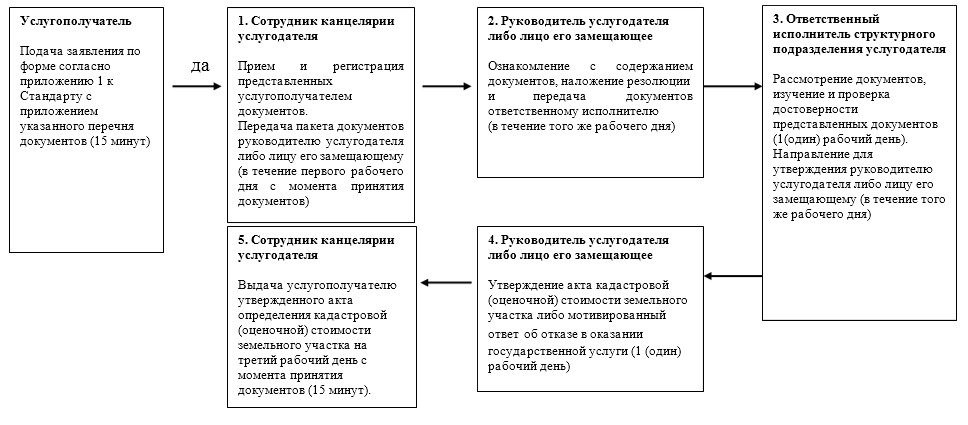 Услугополучатель
Подача заявления по
форме согласно
приложению 1 к
Стандарту с
приложением
указанного перечня
документов (15 минут)
да
1. Сотрудник канцелярии
услугодателя
Прием и регистрация
представленных
услугополучателем
документов.
Передача пакета документов
руководителю услугодателя
либо лицу его замещающему
(в течение первого рабочего
дня с момента принятия
документов)
2. Руководитель услугодателя
либо лицо его замещающее
Ознакомление с содержанием
документов, наложение резолюции
и передача документов
ответственному исполнителю
(в течение того же рабочего дня)
3. Ответственный
исполнитель структурного
подразделения услугодателя
Рассмотрение документов,
изучение и проверка
достоверности
представленных документов
(1(один) рабочий день).
Направление для
утверждения руководителю
услугодателя либо лицу его
замещающему (в течение того
же рабочего дня)
4. Руководитель услугодателя
либо лицо его замещающее
Утверждение акта кадастровой
(оценочной) стоимости земельного
участка либо мотивированный
ответ об отказе в оказании
государственной услуги (1 (один)
рабочий день)
5. Сотрудник канцелярии
услугодателя
Выдача услугополучателю
утвержденного акта
определения кадастровой
(оценочной) стоимости
земельного участка на
третий рабочий день с
момента принятия
документов (15 минут).